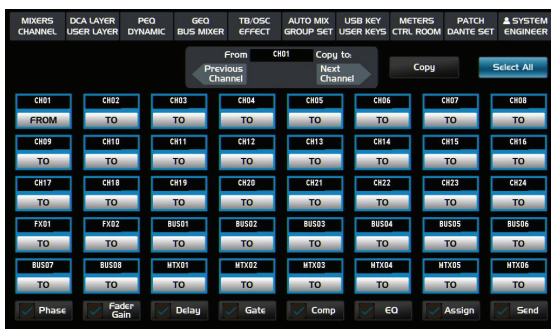 MIXERS DCA LAYER PEQ GEQ TB/OSC AUTO MIX USB KEY METERS PATCH SYSTEM
CHANNEL USER LAYER DYNAMIC BUS MIXER EFFECT GROUP SET USER KEYS CTRL ROOM DANTE SET ENGINEER
From CH01 Copy to:
Previous Channel
Next Channel
Copy
Select All
CH01 CH02 CH03 CH04 CH05 CH06 CH07 CH08
FROM TO TO TO TO TO TO TO
CH09 CH10 CH11 CH12 CH13 CH14 CH15 CH16
TO TO TO TO TO TO TO TO
CH17 CH18 CH19 CH20 CH21 CH22 CH23 CH24
TO TO TO TO TO TO TO TO
FX01 FX02 BUS01 BUS02 BUS03 BUS04 BUS05 BUS06
TO TO TO TO TO TO TO TO
BUS07 BUS08 MTX01 MTX02 MTX03 MTX04 MTX05 MTX06
TO TO TO TO TO TO TO TO
Phase Fader Gain Delay Gate Comp EQ Assign Send